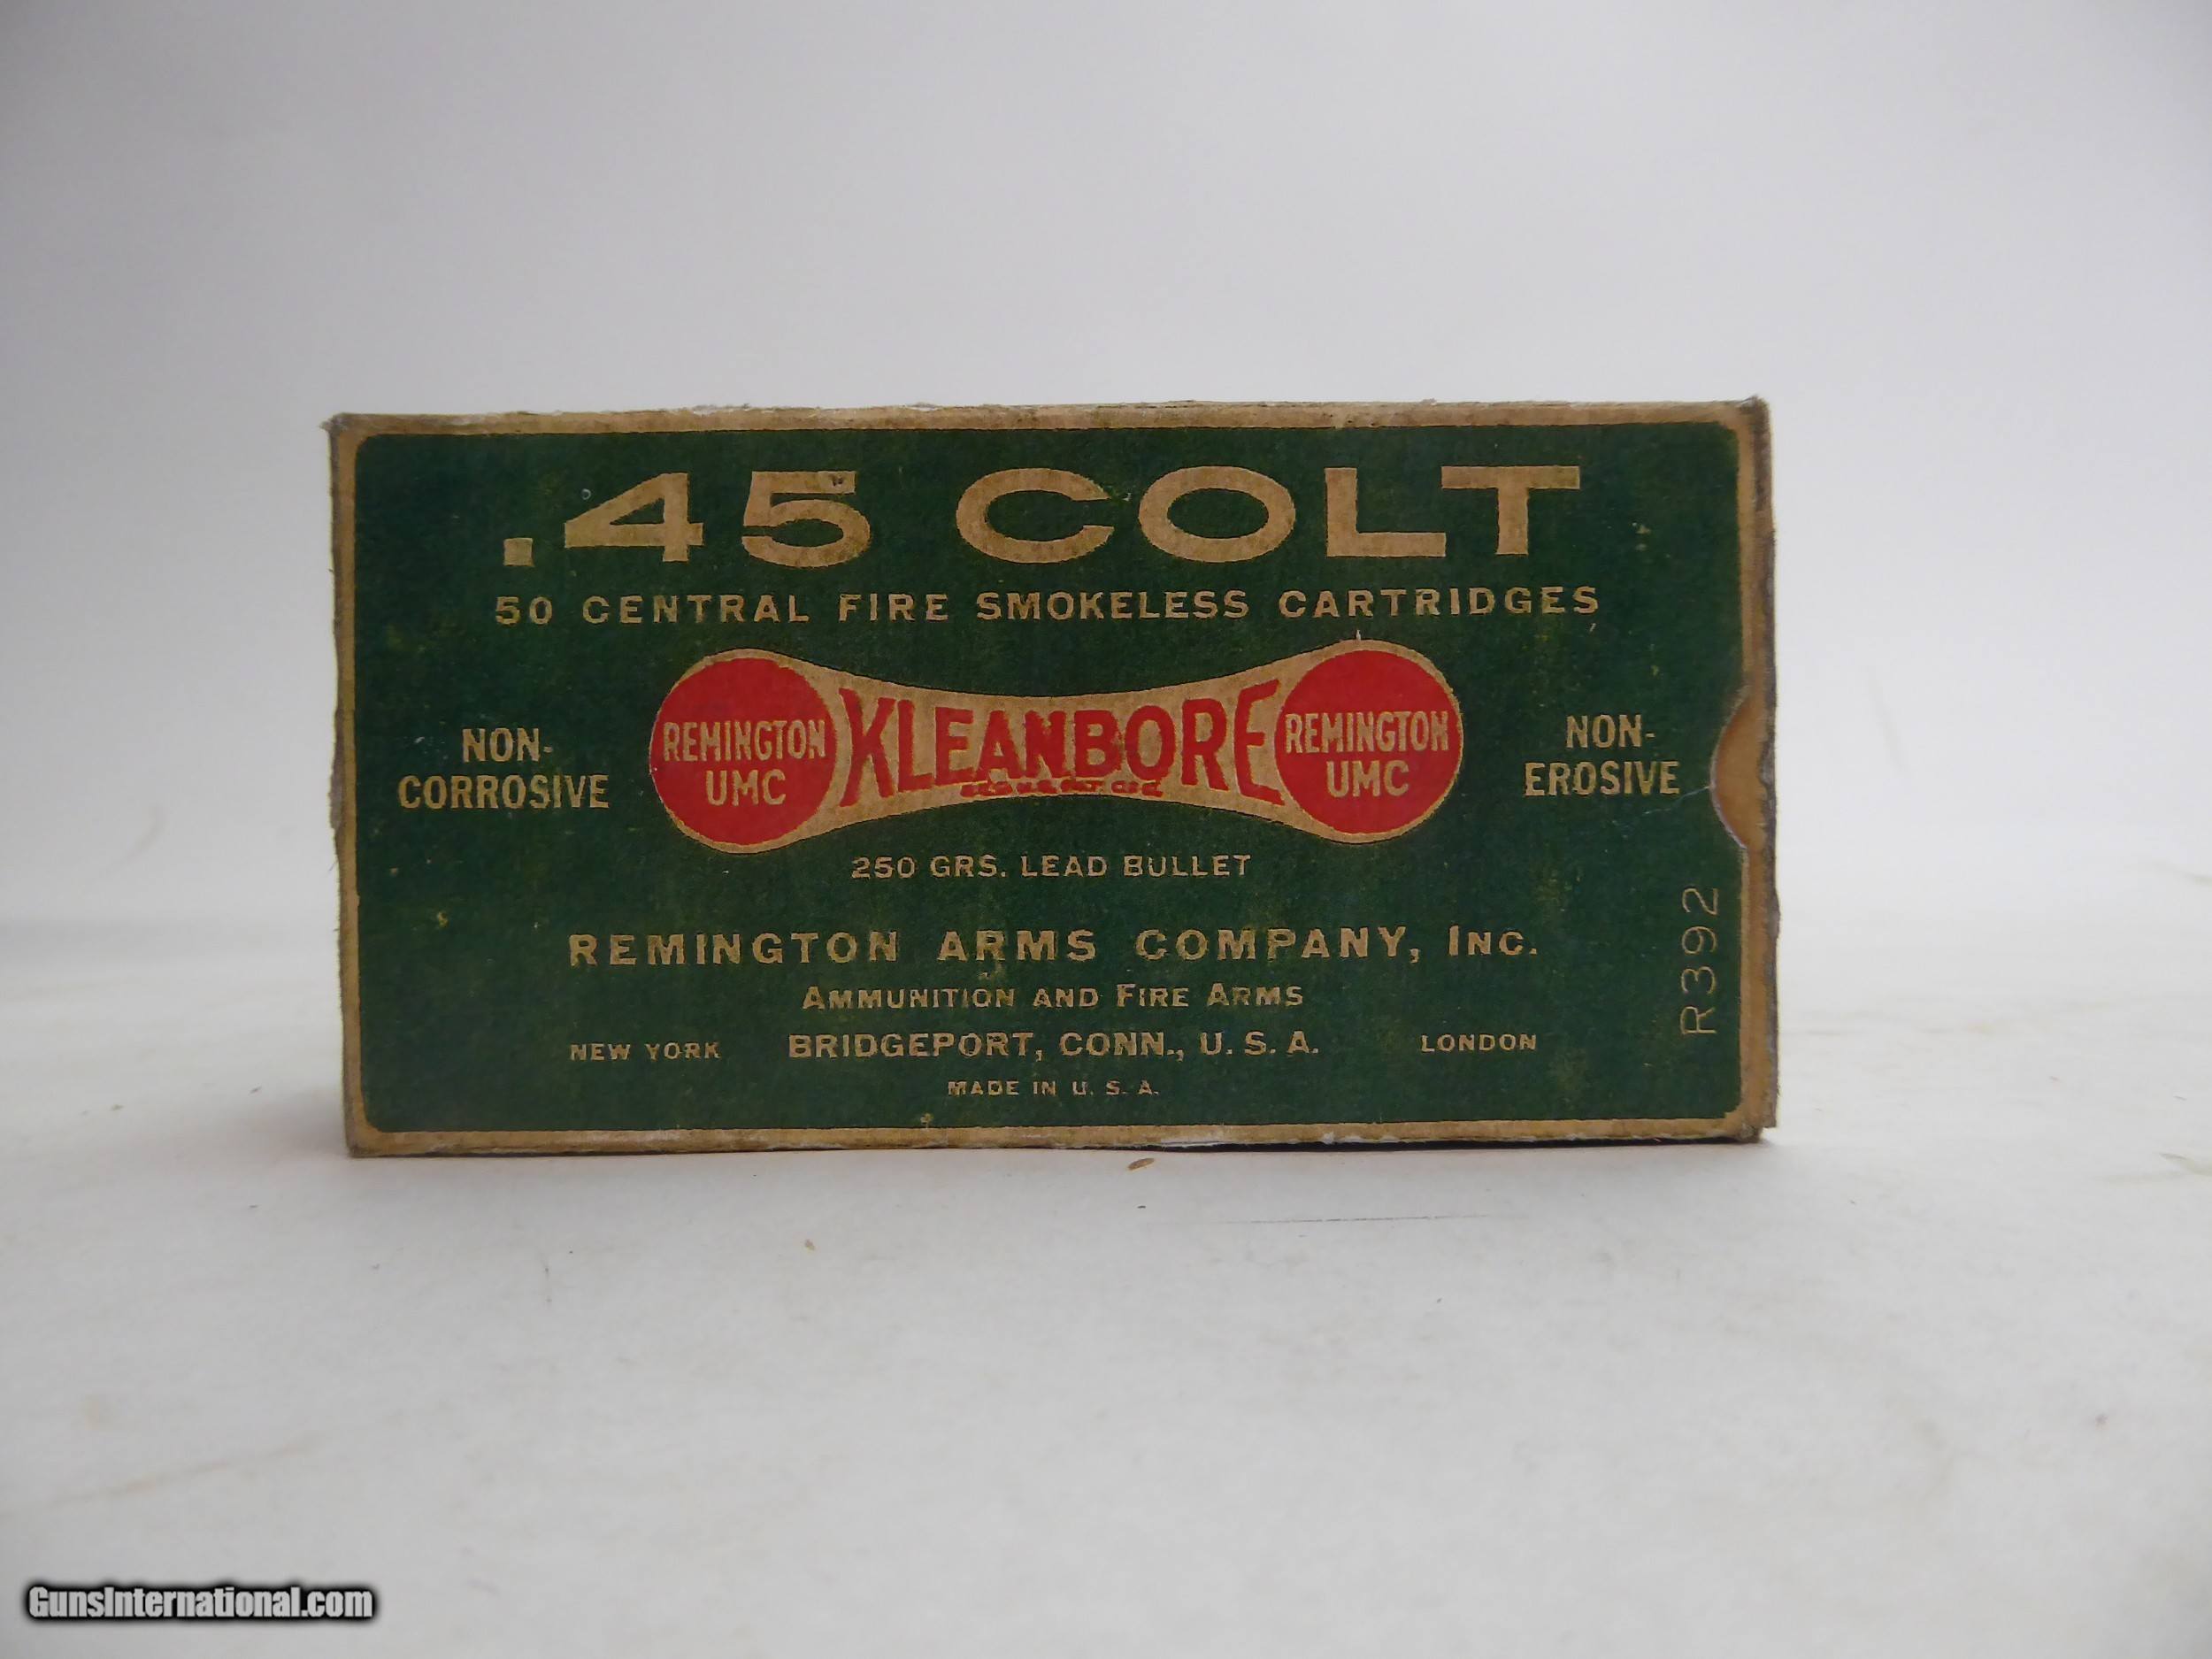 .45 COLT
50 CENTRAL FIRE SMOKELESS CARTRIDGES
NON-
CORROSIVE
REMINGTON
UMC
KLEANBORE
REMINGTON
UMC
NON-
EROSIVE
250 GRS. LEAD BULLET
REMINGTON ARMS COMPANY, INC.
AMMUNITION AND FIRE ARMS
NEW YORK BRIDGEPORT, CONN., U. S. A. LONDON
MADE IN U. S. A.
R392
GunsInternational.com